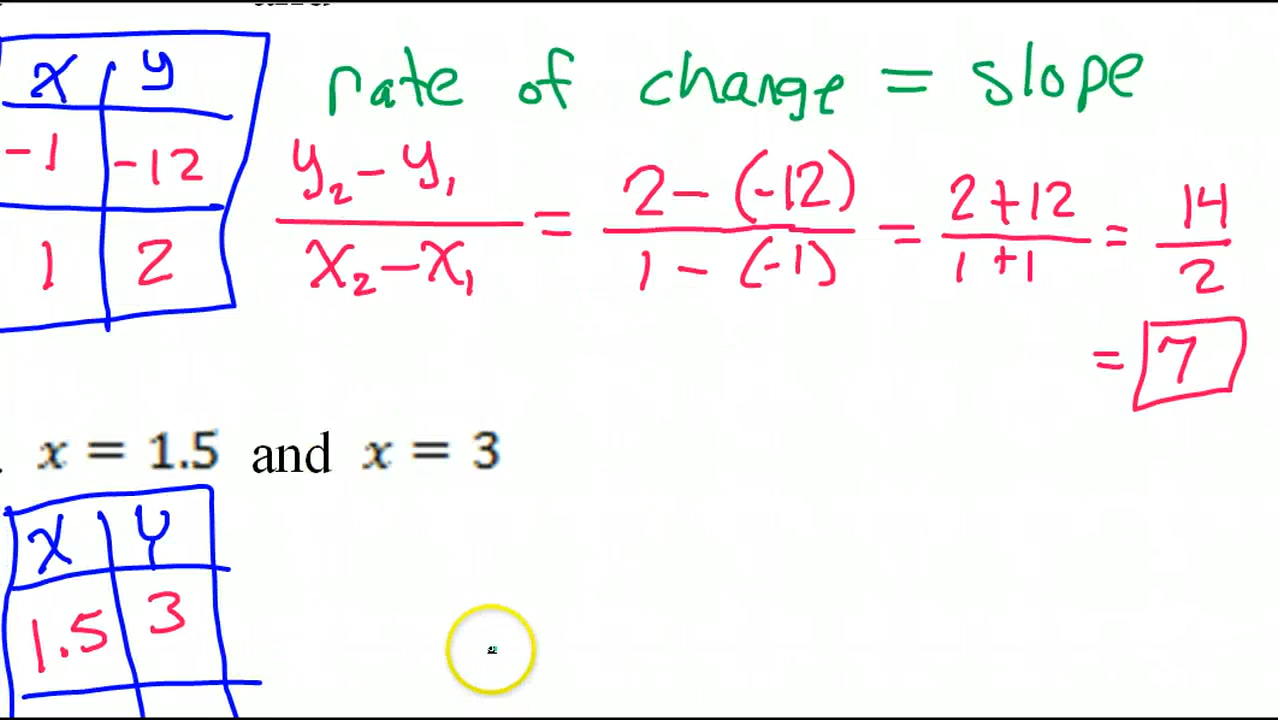 x y
-1 -12
1 2
rate of change = slope
y₂ - y₁ / x₂ - x₁ = 2 - (-12) / 1 - (-1) = 2 + 12 / 1 + 1 = 14 / 2
= 7
x = 1.5 and x = 3
x y
1.5 3